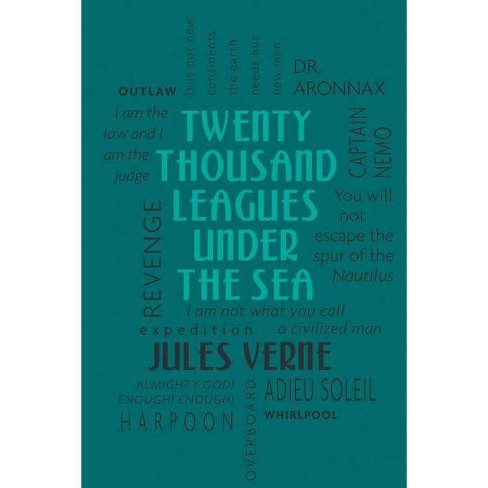 It is not new
continents
the earth
needs but
new men
DR.
ARONNAX
OUTLAW
I am the
law and I
am the
judge
TWENTY
THOUSAND
LEAGUES
UNDER
THE SEA
CAPTAIN
NEMO
You will
not
escape the
spur of the
Nautilus
REVENGE
I am not what you call
a civilized man
expedition
JULES VERNE
ALMIGHTY GOD!
ENOUGH! ENOUGH!
HARPOON
OVERBOARD
ADIEU SOLEIL
WHIRLPOOL